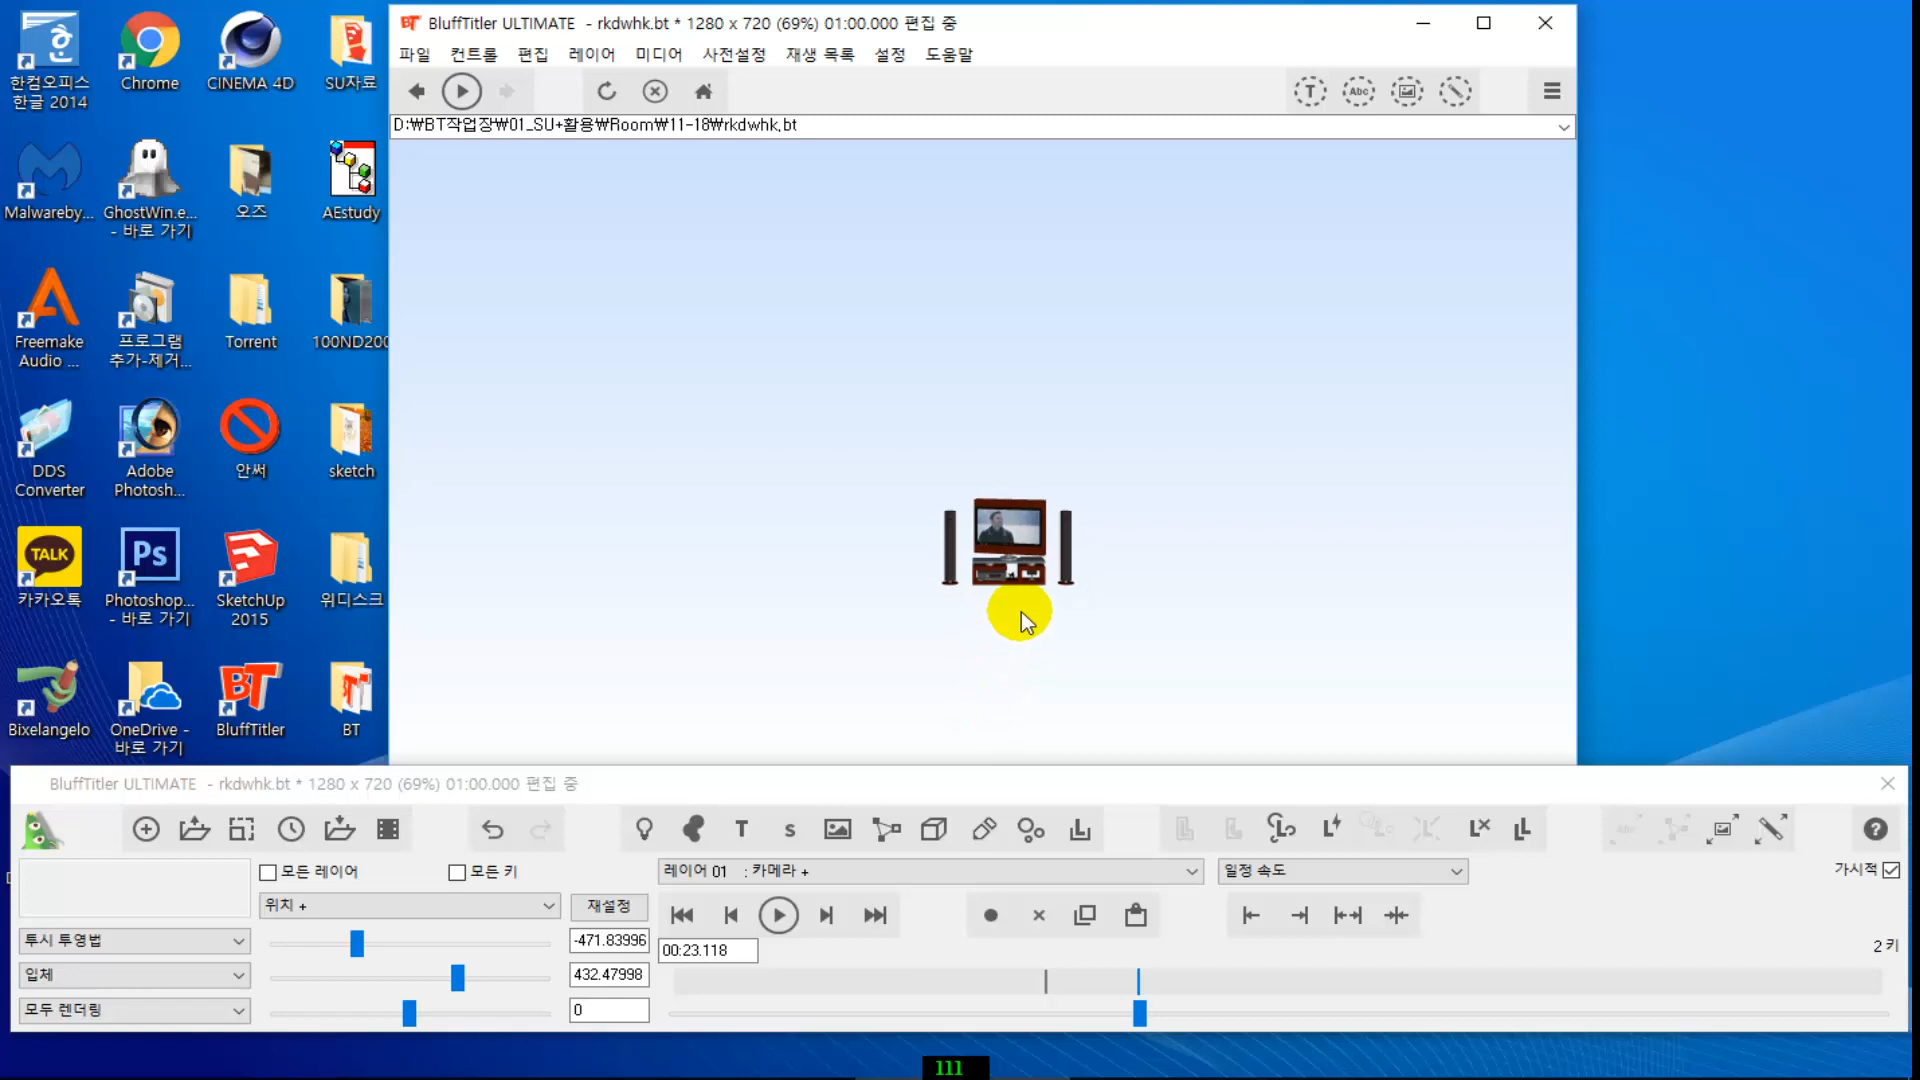 한컴오피스
한글 2014
Chrome
CINEMA 4D
SU자료
Malwareby...
GhostWin.e...
- 바로 가기
오즈
AEstudy
Freemake
Audio ...
프로그램
추가-제거...
Torrent
100ND200
DDS
Converter
Adobe
Photosh...
안써
sketch
TALK
카카오톡
Ps
Photoshop...
- 바로 가기
SketchUp
2015
위디스크
Bixelangelo
OneDrive -
바로 가기
BT
BluffTitler
BT
BT BluffTitler ULTIMATE - rkdwhk.bt * 1280 x 720 (69%) 01:00.000 편집 중
파일 컨트롤 편집 레이어 미디어 사전설정 재생 목록 설정 도움말
T Abc
D:₩BT작업장₩01_SU+활용₩Room₩11-18₩rkdwhk.bt
BluffTitler ULTIMATE - rkdwhk.bt * 1280 x 720 (69%) 01:00.000 편집 중
T S
모든 레이어 모든 키
레이어 01 : 카메라 +
일정 속도
가시적
위치 +
재설정
투시 투영법
-471.83996
00:23.118
2 키
입체
432.47998
모두 렌더링
0
111